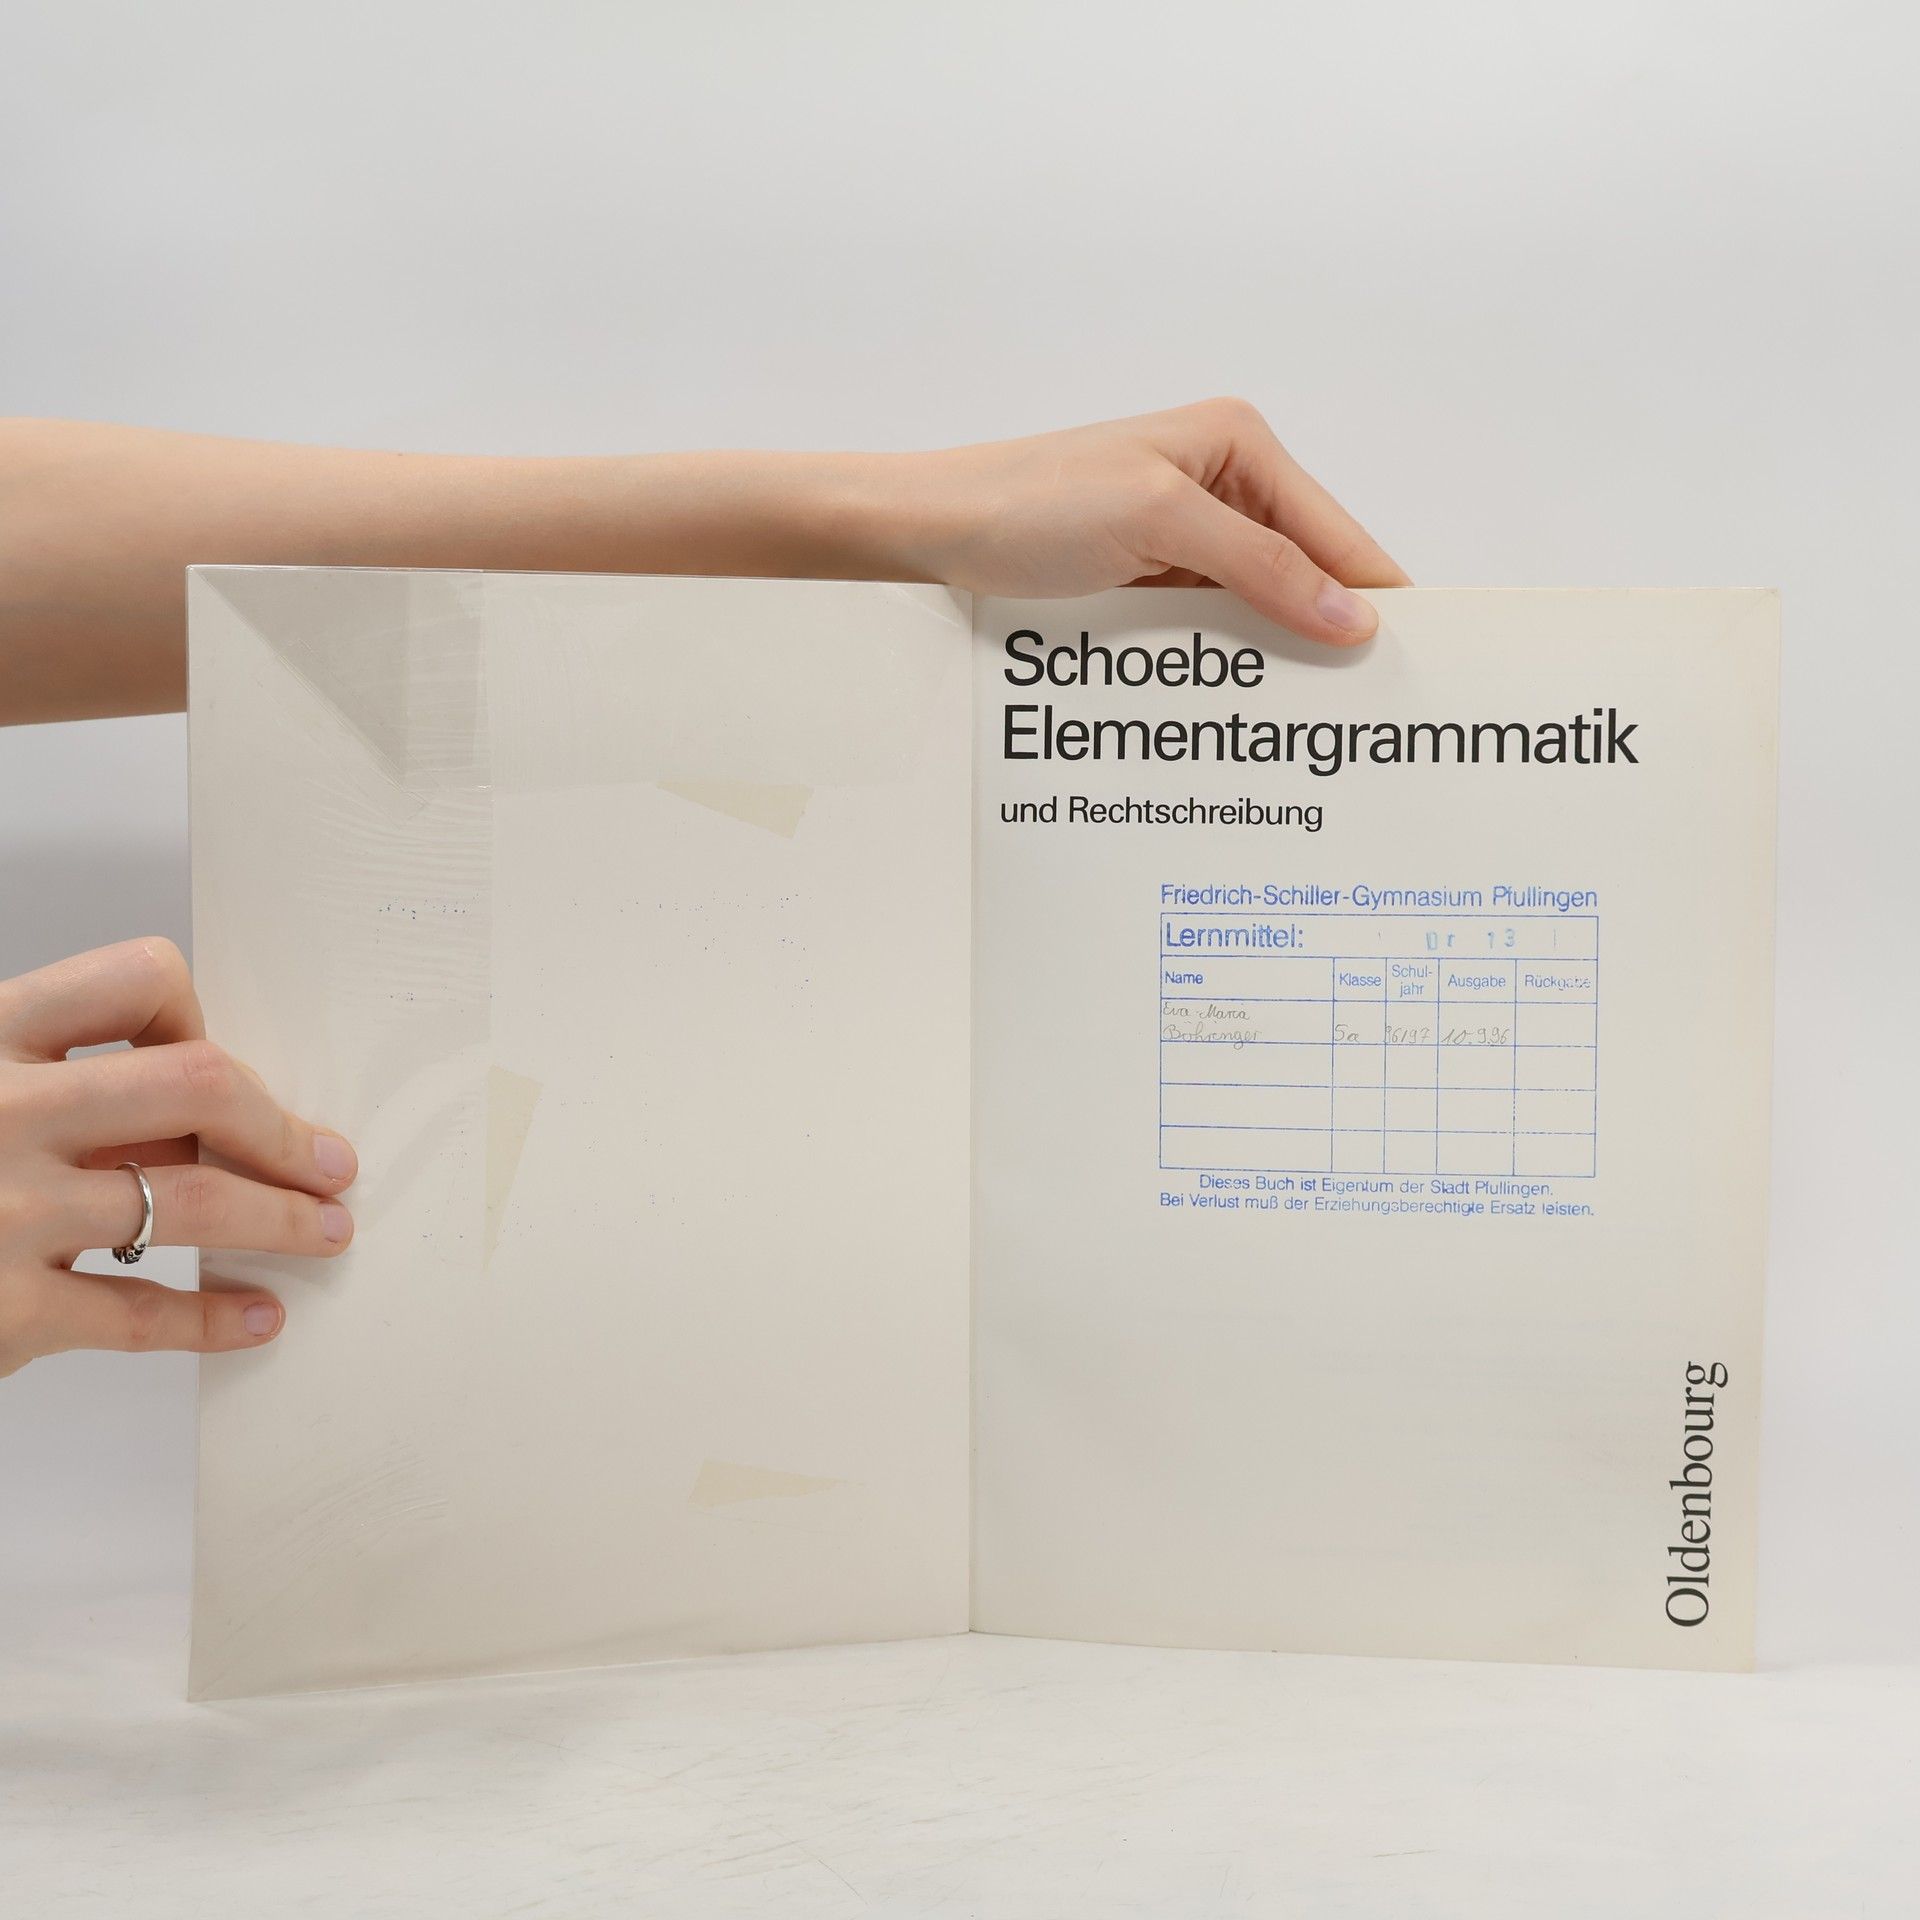 Schoebe
Elementargrammatik
und Rechtschreibung
Friedrich-Schiller-Gymnasium Pfullingen
Lernmittel: 13
Name Klasse Schul-jahr Ausgabe Rückgabe
Eva-Maria
Böhringer 5a 96/97 10.9.96
Dieses Buch ist Eigentum der Stadt Pfullingen.
Bei Verlust muß der Erziehungsberechtigte Ersatz leisten.
Oldenbourg